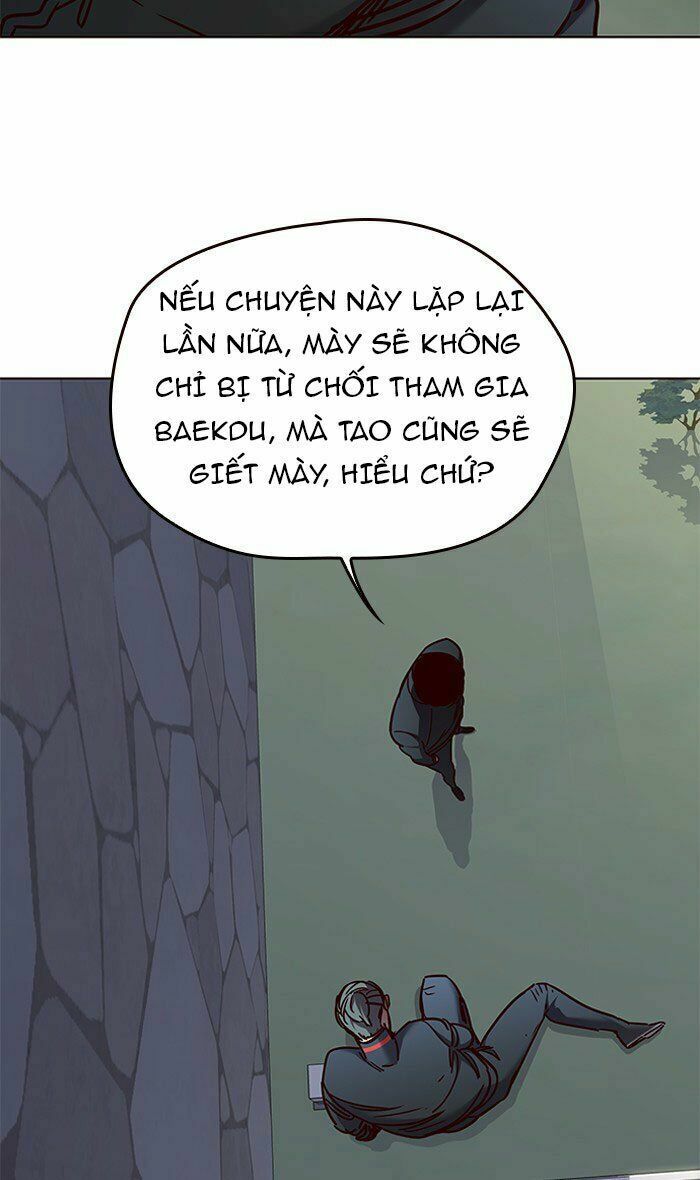 NẾU CHUYỆN NÀY LẶP LẠI
LẦN NỮA, MÀY SẼ KHÔNG
CHỈ BỊ TỪ CHỐI THAM GIA
BAEKDU, MÀ TAO CŨNG SẼ
GIẾT MÀY, HIỂU CHỨ?